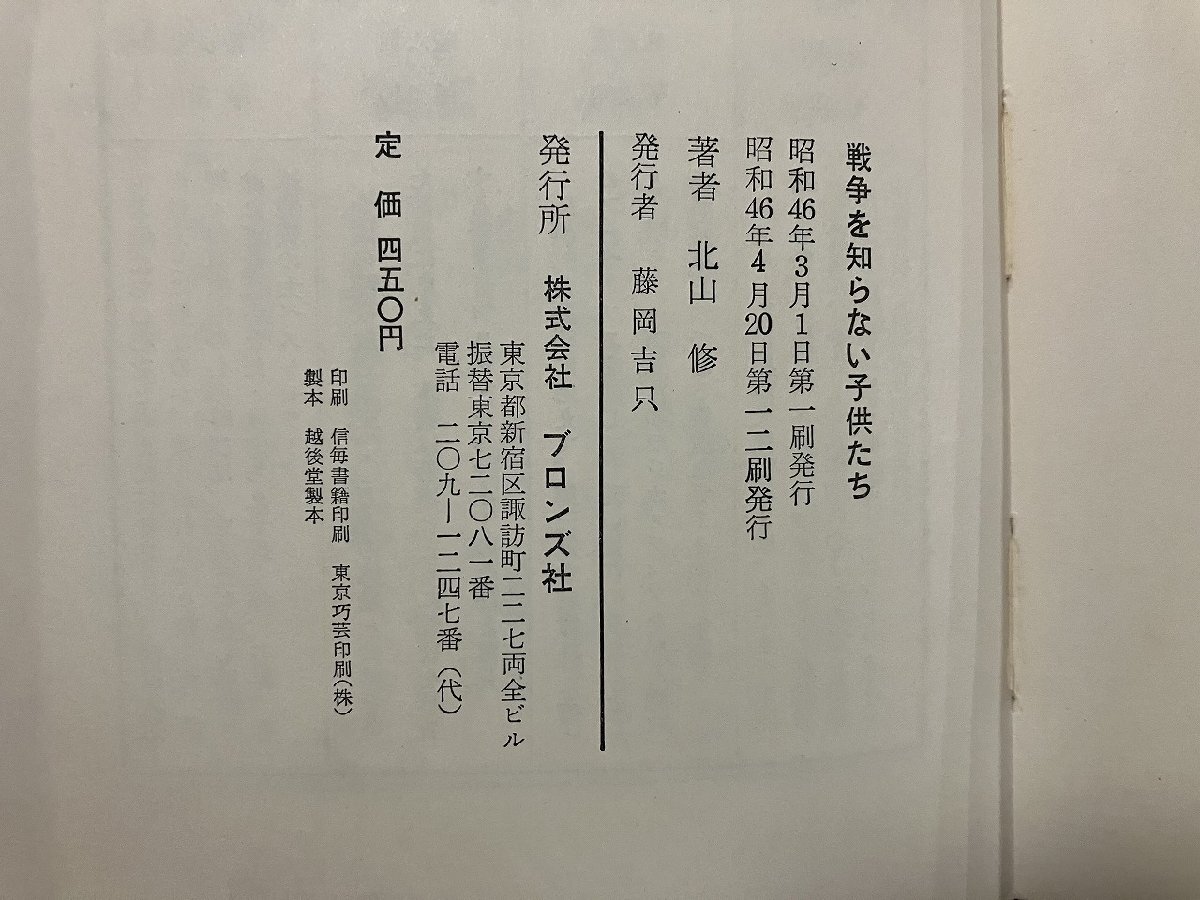 戦争を知らない子供たち
昭和46年3月1日第一刷発行
昭和46年4月20日第一二刷発行
著者 北山 修
発行者 藤岡吉只
発行所 株式会社 ブロンズ社
東京都新宿区諏訪町二二七両全ビル
振替東京七二〇八一番
電話 二〇九―一二四七番(代)
定価 四五〇円
印刷 信毎書籍印刷 東京巧芸印刷(株)
製本 越後堂製本